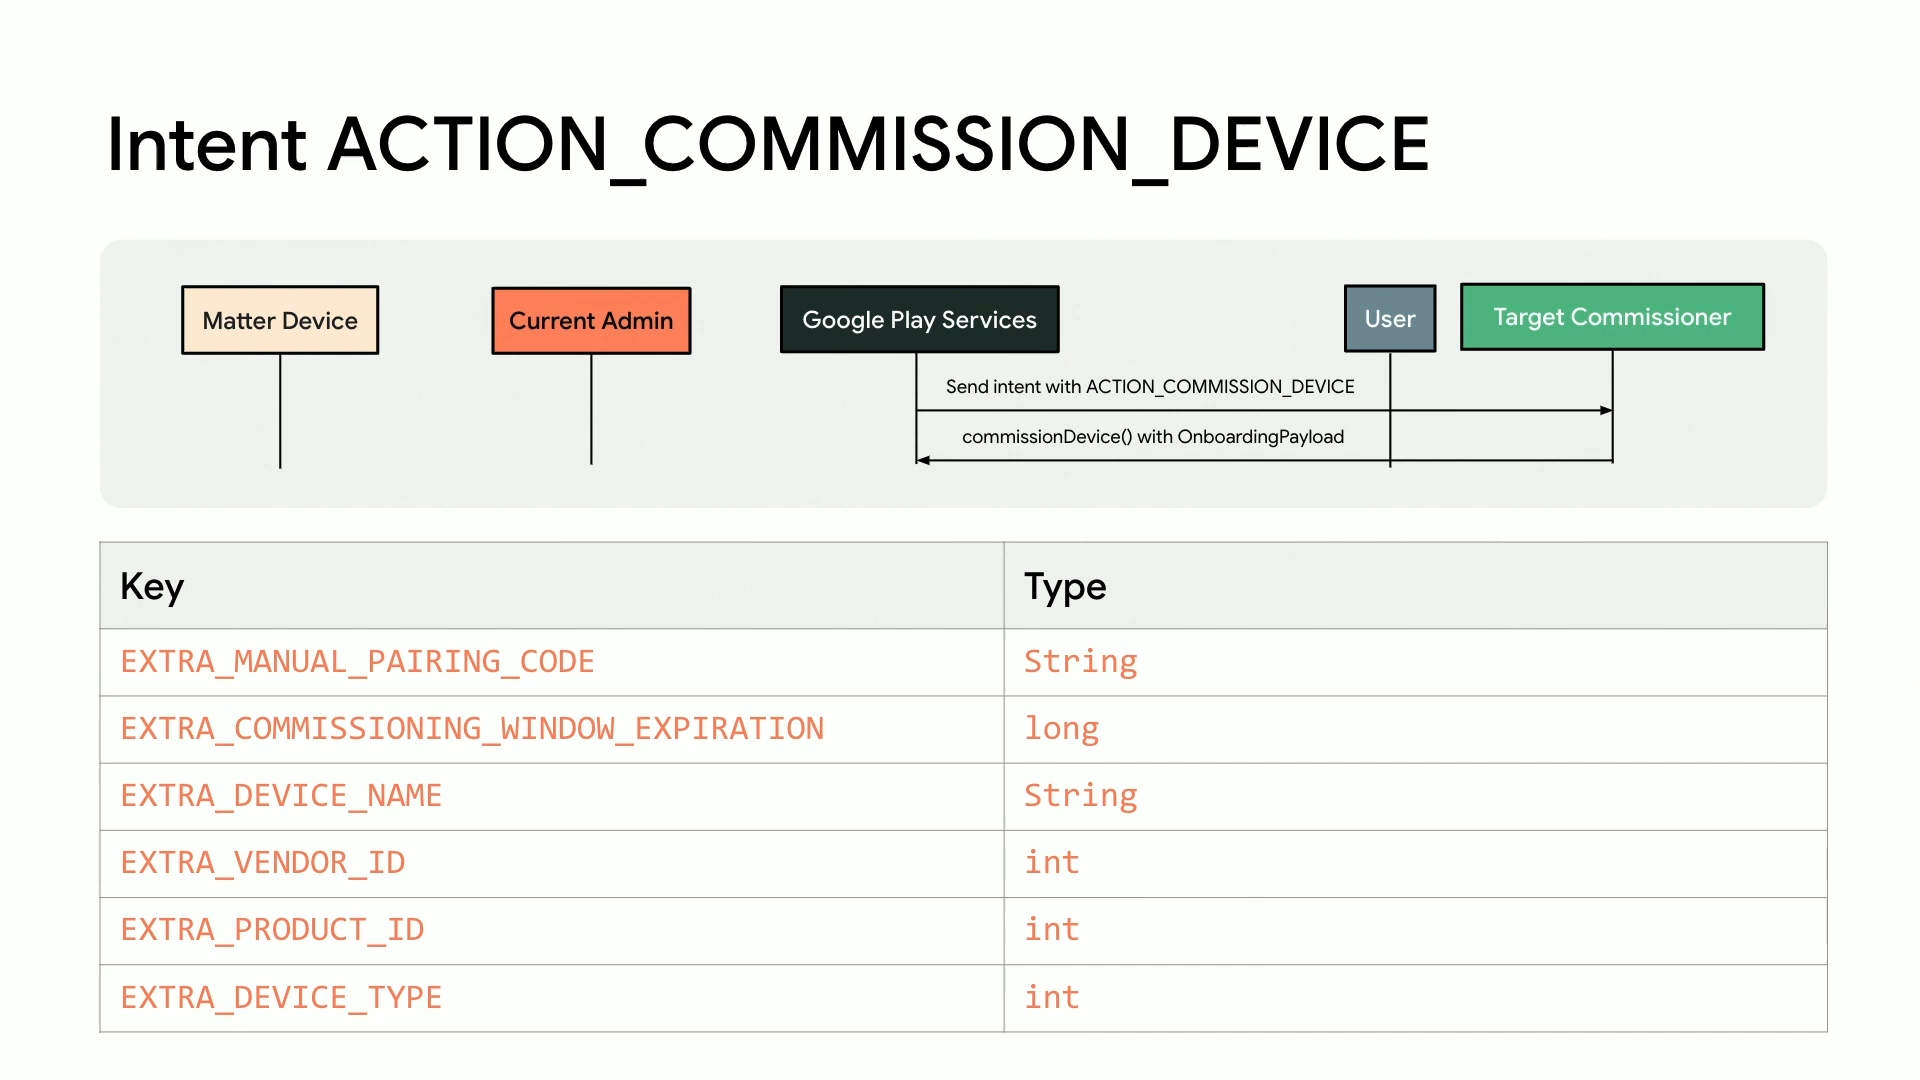 Intent ACTION_COMMISSION_DEVICE
Matter Device
Current Admin
Google Play Services
User
Target Commissioner
Send intent with ACTION_COMMISSION_DEVICE
commissionDevice() with OnboardingPayload
Key Type
EXTRA_MANUAL_PAIRING_CODE String
EXTRA_COMMISSIONING_WINDOW_EXPIRATION long
EXTRA_DEVICE_NAME String
EXTRA_VENDOR_ID int
EXTRA_PRODUCT_ID int
EXTRA_DEVICE_TYPE int